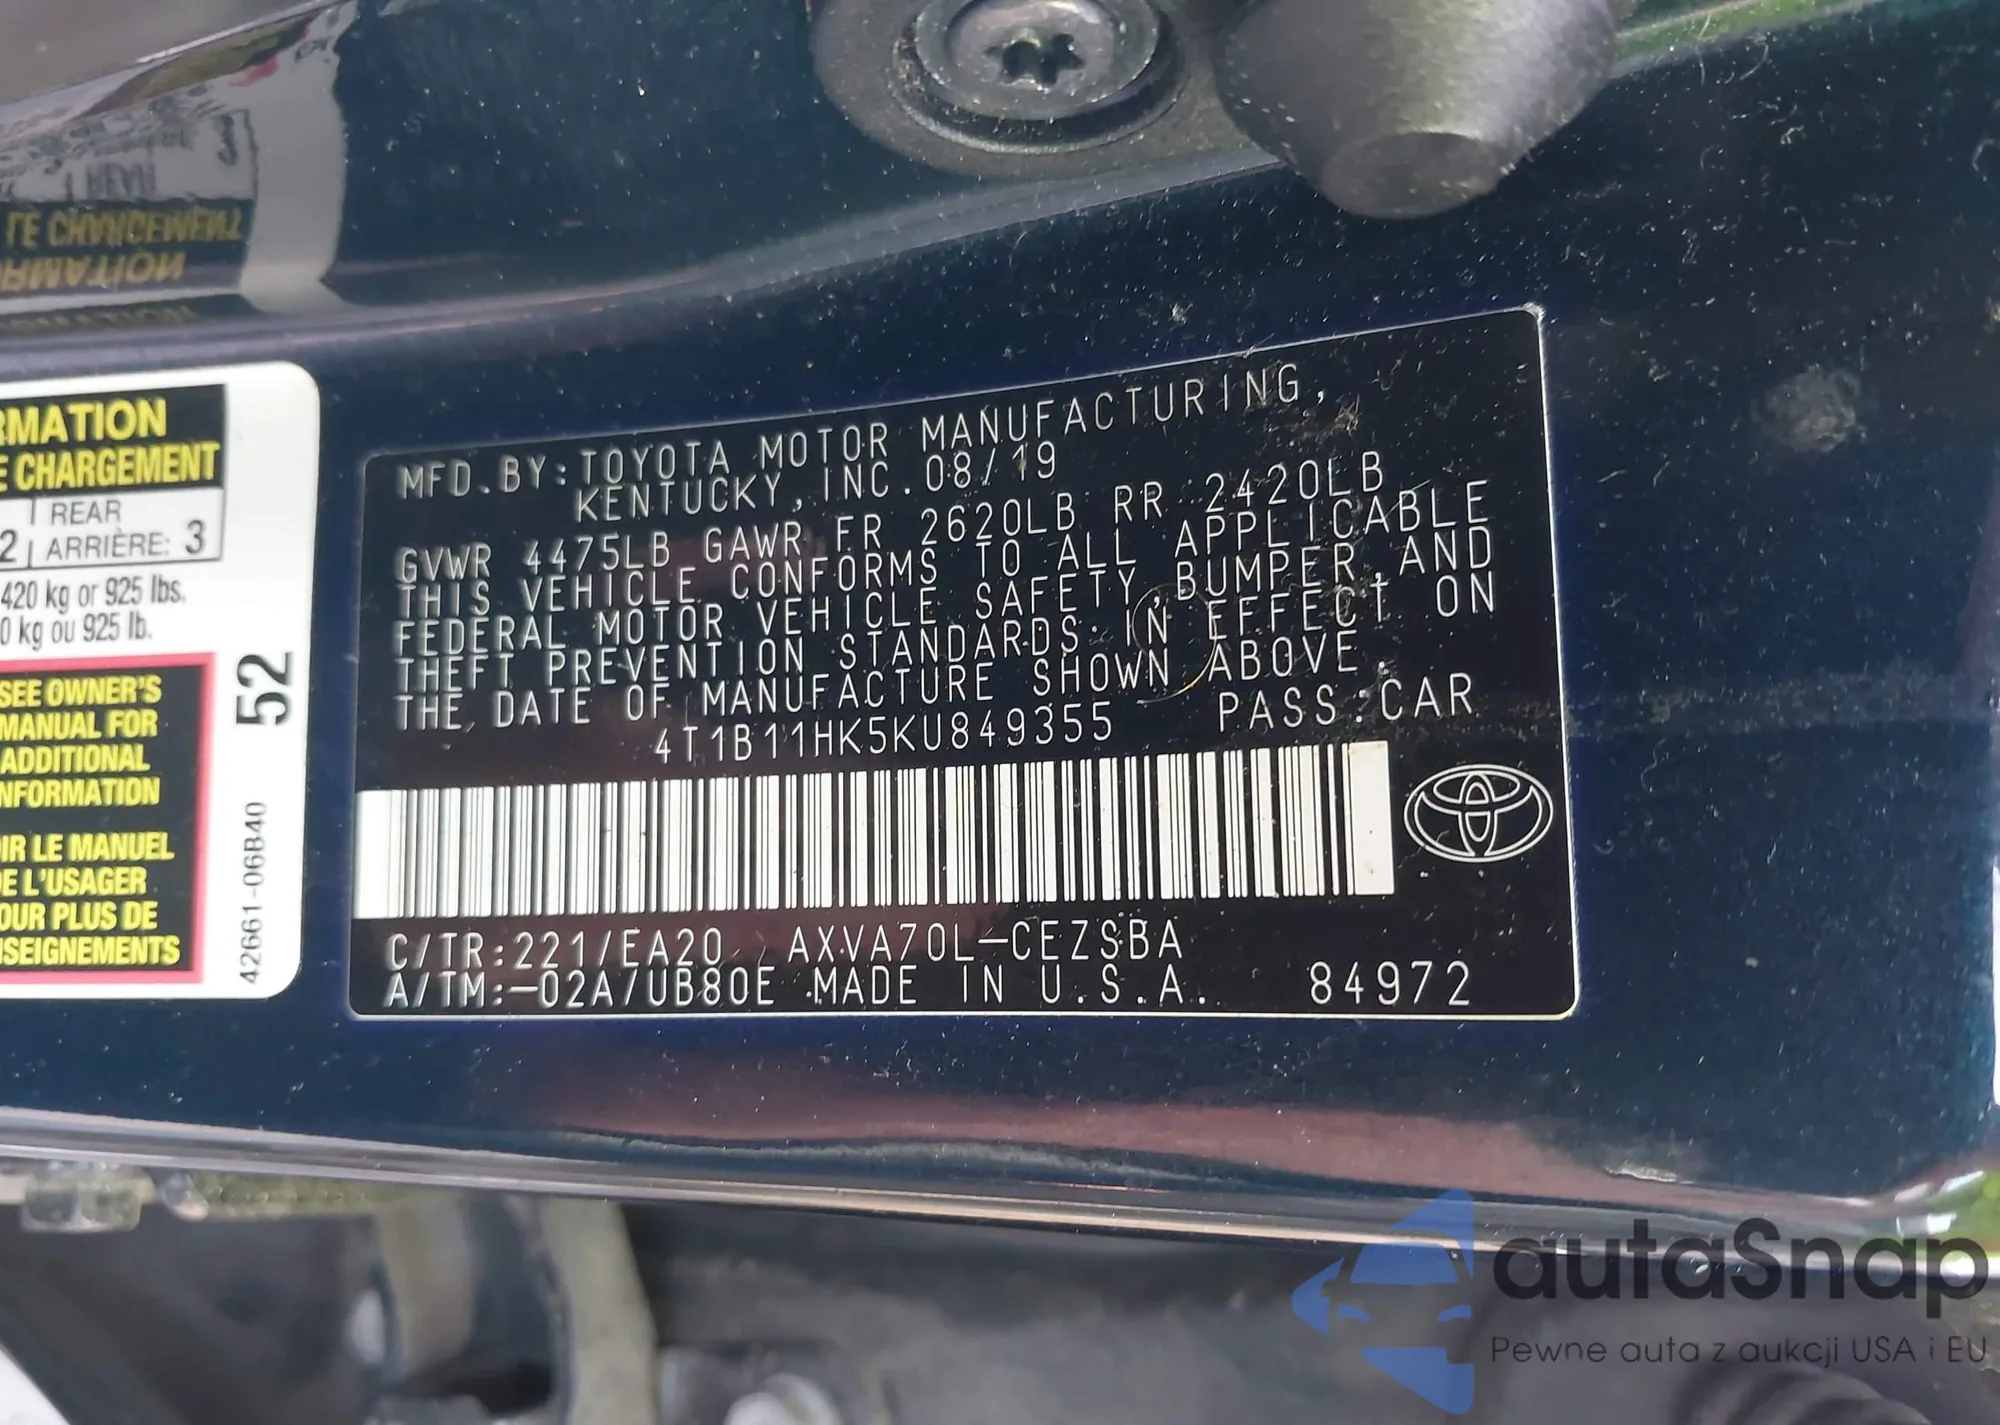 RMATION
E CHARGEMENT
2 REAR
ARRIÈRE: 3
420 kg or 925 lbs.
0 kg ou 925 lb.
SEE OWNER'S
MANUAL FOR
ADDITIONAL
NFORMATION
IR LE MANUEL
DE L'USAGER
OUR PLUS DE
SEIGNEMENTS
52
42661-06B40
MFD.BY:TOYOTA MOTOR MANUFACTURING,
KENTUCKY,INC.08/19
GVWR 4475LB GAWR FR 2620LB RR 2420LB
THIS VEHICLE CONFORMS TO ALL APPLICABLE
FEDERAL MOTOR VEHICLE SAFETY,BUMPER,AND
THEFT PREVENTION STANDARDS IN EFFECT ON
THE DATE OF MANUFACTURE SHOWN ABOVE.
4T1B11HK5KU849355 PASS.CAR
C/TR:221/EA20 AXVA70L-CEZSBA
A/TM:-02A/UB80E MADE IN U.S.A. 84972
autaSnap
Pewne auta z aukcji USA i EU